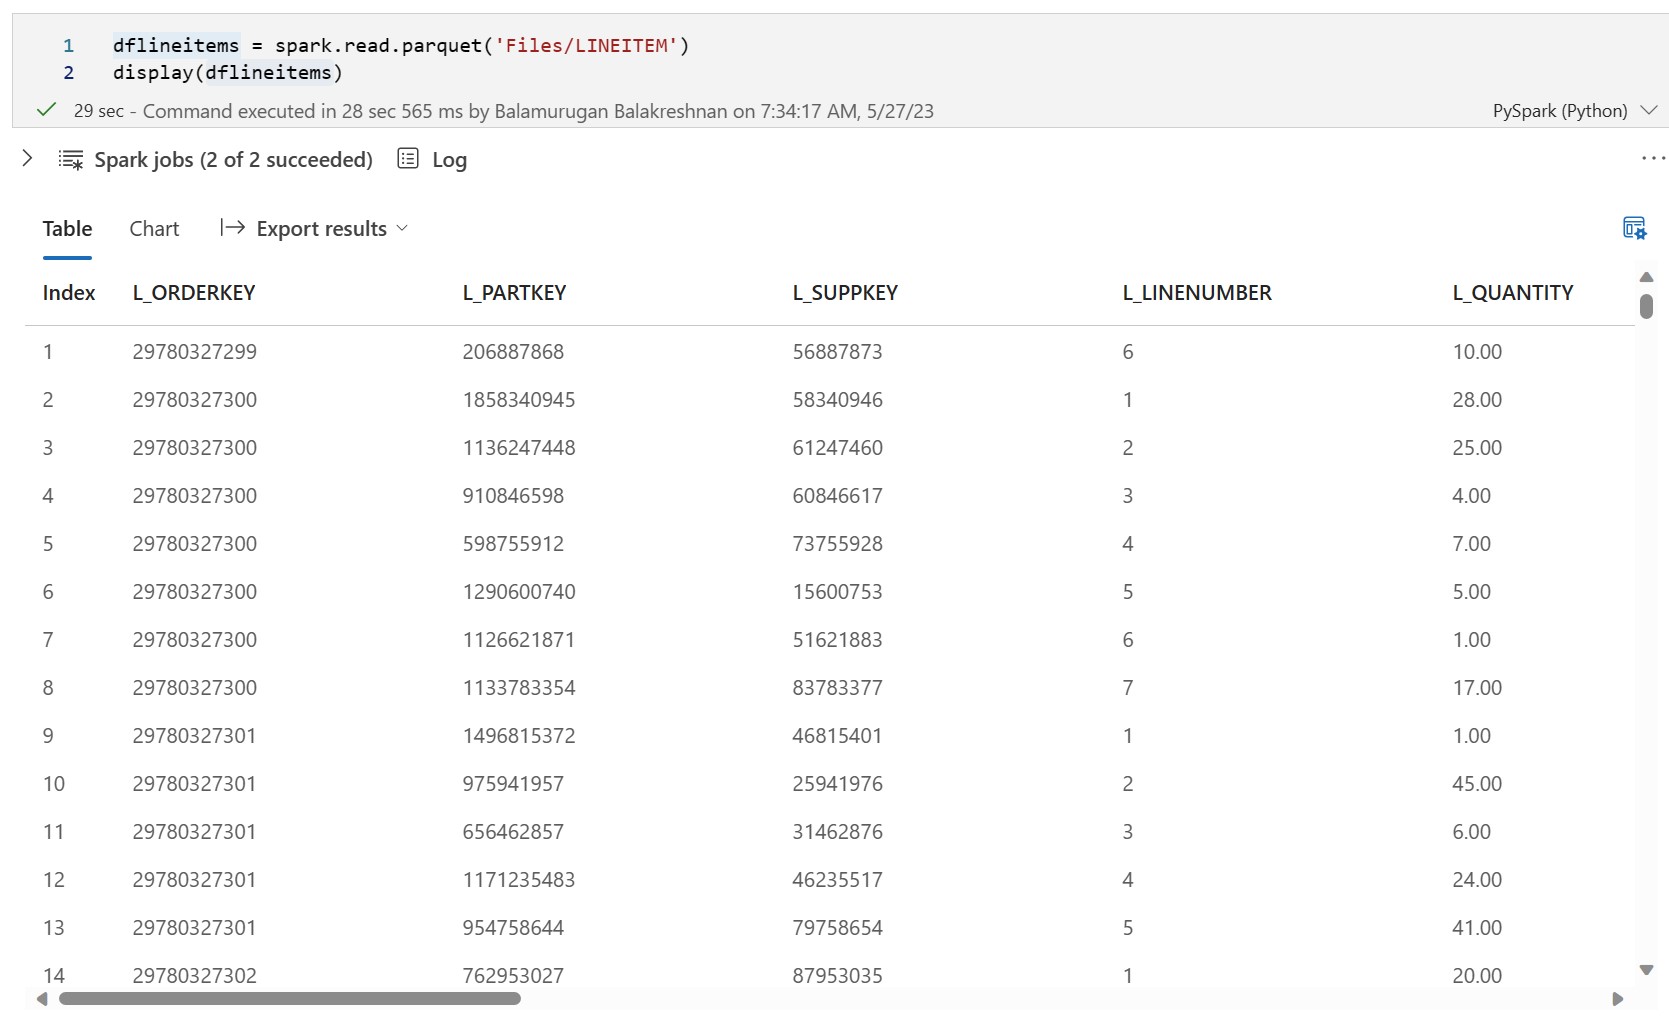 1 dflineitems = spark.read.parquet('Files/LINEITEM')
2 display(dflineitems)
29 sec - Command executed in 28 sec 565 ms by Balamurugan Balakreshnan on 7:34:17 AM, 5/27/23 PySpark (Python)
Spark jobs (2 of 2 succeeded) Log
Table Chart Export results
Index L_ORDERKEY L_PARTKEY L_SUPPKEY L_LINENUMBER L_QUANTITY
1 29780327299 206887868 56887873 6 10.00
2 29780327300 1858340945 58340946 1 28.00
3 29780327300 1136247448 61247460 2 25.00
4 29780327300 910846598 60846617 3 4.00
5 29780327300 598755912 73755928 4 7.00
6 29780327300 1290600740 15600753 5 5.00
7 29780327300 1126621871 51621883 6 1.00
8 29780327300 1133783354 83783377 7 17.00
9 29780327301 1496815372 46815401 1 1.00
10 29780327301 975941957 25941976 2 45.00
11 29780327301 656462857 31462876 3 6.00
12 29780327301 1171235483 46235517 4 24.00
13 29780327301 954758644 79758654 5 41.00
14 29780327302 762953027 87953035 1 20.00